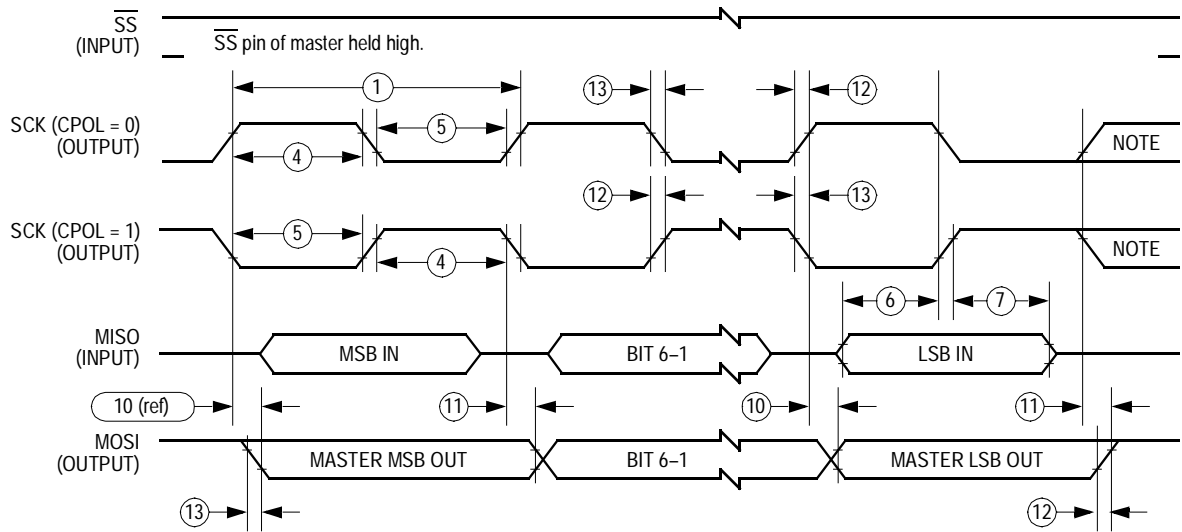 SS
(INPUT)
SS pin of master held high.
1
13
12
SCK (CPOL = 0)
(OUTPUT)
5
4
NOTE
12
13
SCK (CPOL = 1)
(OUTPUT)
5
4
NOTE
6
7
MISO
(INPUT)
MSB IN
BIT 6–1
LSB IN
10 (ref)
11
10
11
MOSI
(OUTPUT)
MASTER MSB OUT
BIT 6–1
MASTER LSB OUT
13
12